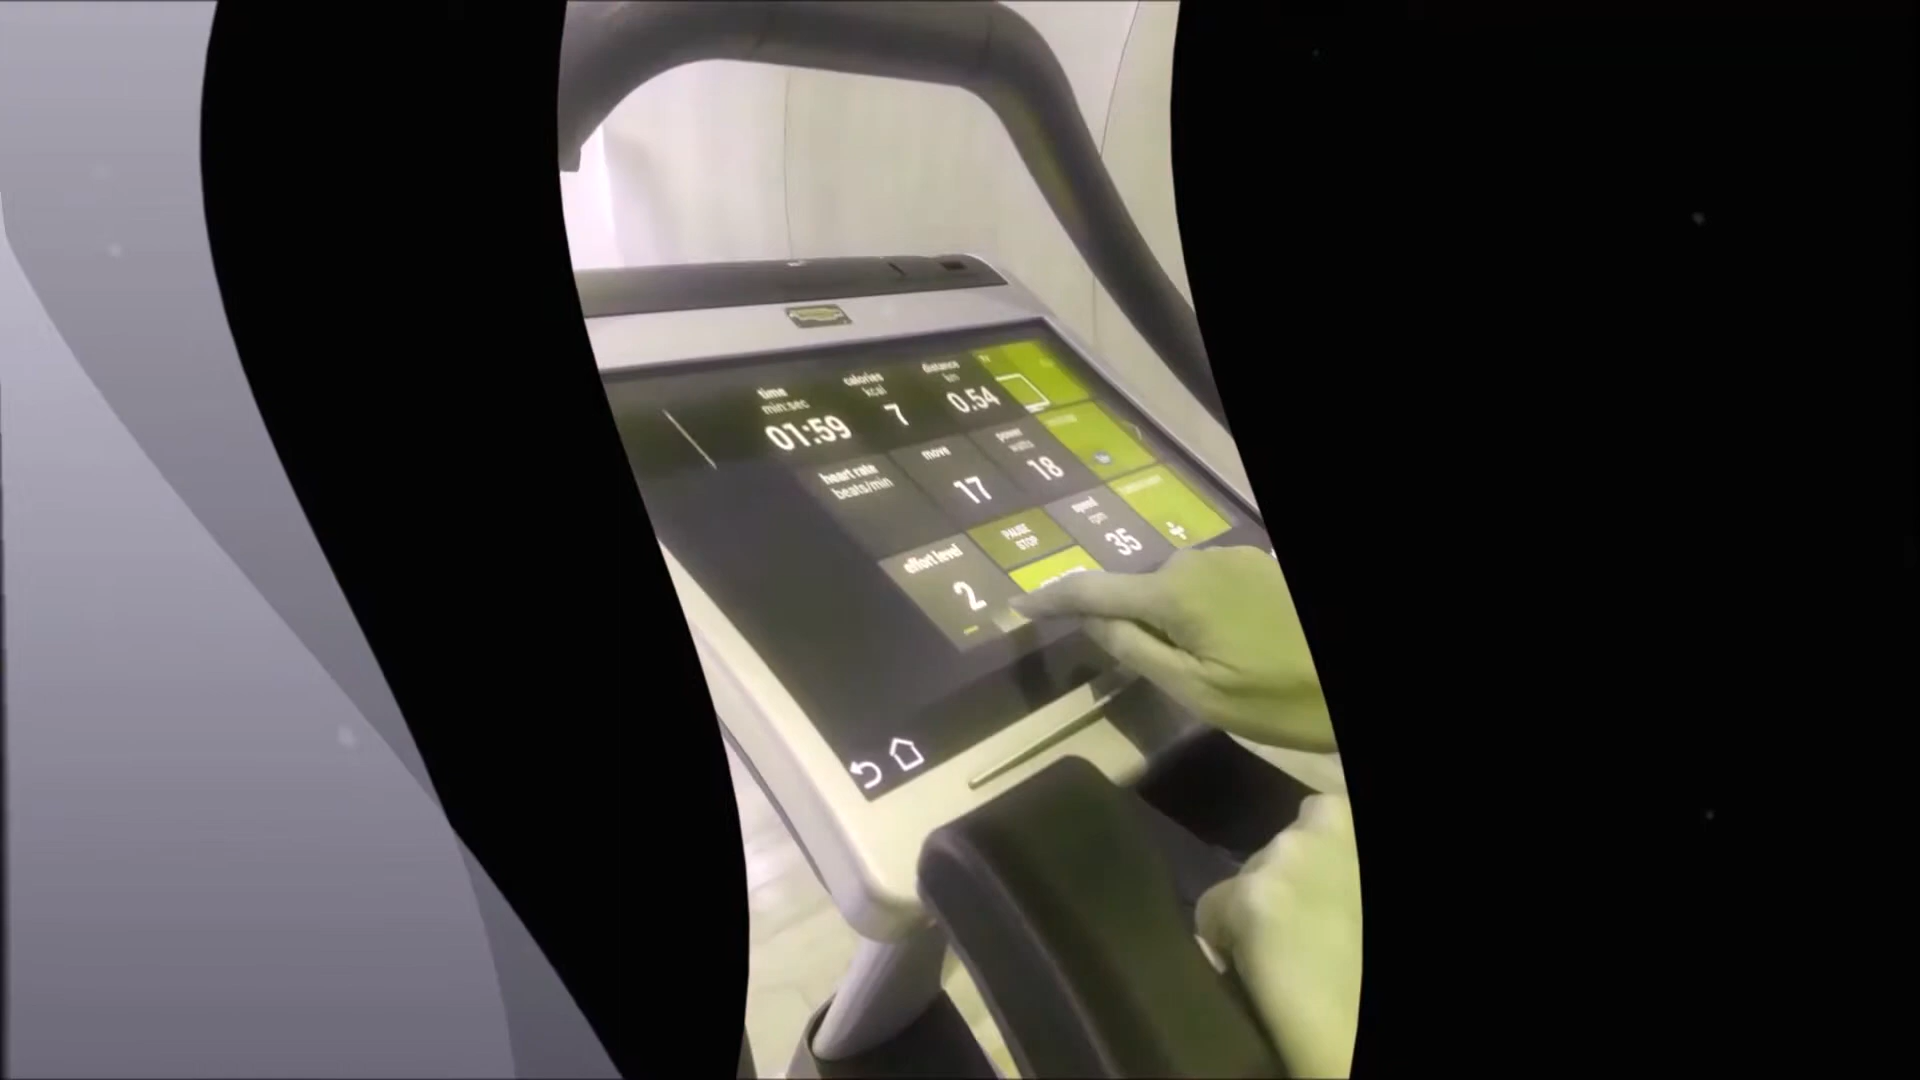 time
min:sec
01:59
calories
kcal
7
distance
km
0.54
heart rate
beats/min
move
17
power
watts
18
effort level
2
PAUSE
STOP
speed
rpm
35